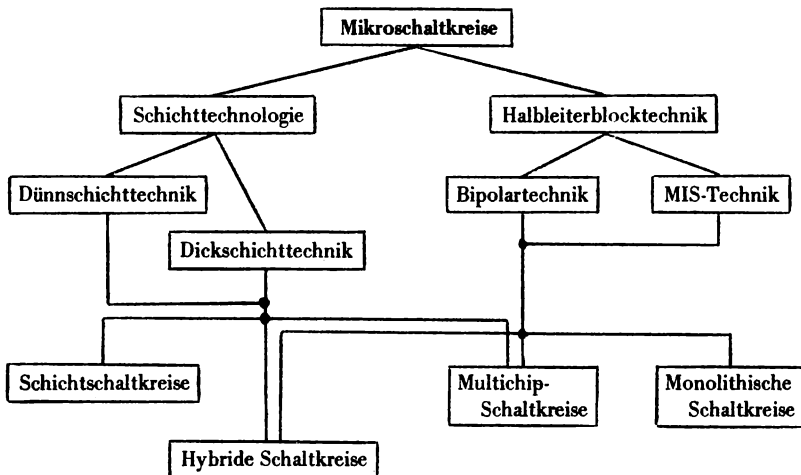 Mikroschaltkreise
Schichttechnologie
Halbleiterblocktechnik
Dünnschichttechnik
Bipolartechnik
MIS-Technik
Dickschichttechnik
Schichtschaltkreise
Multichip-
Schaltkreise
Monolithische
Schaltkreise
Hybride Schaltkreise